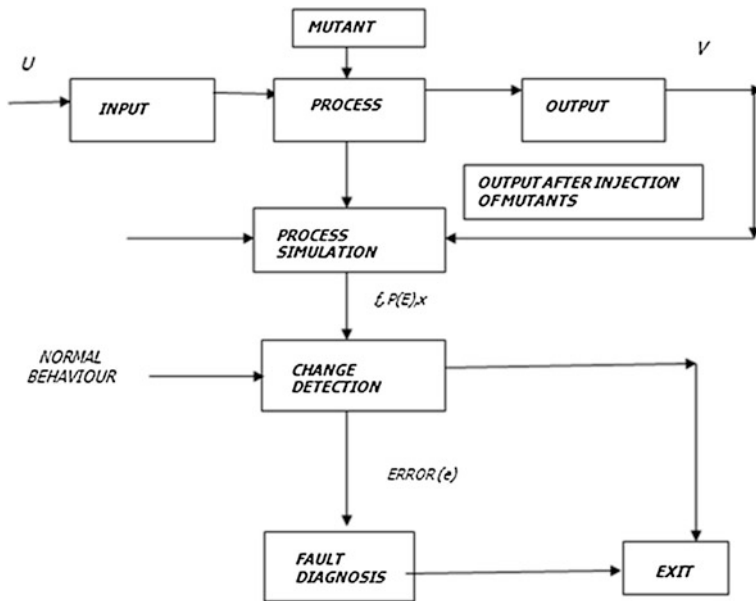 MUTANT
U
V
INPUT
PROCESS
OUTPUT
OUTPUT AFTER INJECTION
OF MUTANTS
PROCESS
SIMULATION
f, P(E),x
NORMAL
BEHAVIOUR
CHANGE
DETECTION
ERROR (e)
FAULT
DIAGNOSIS
EXIT